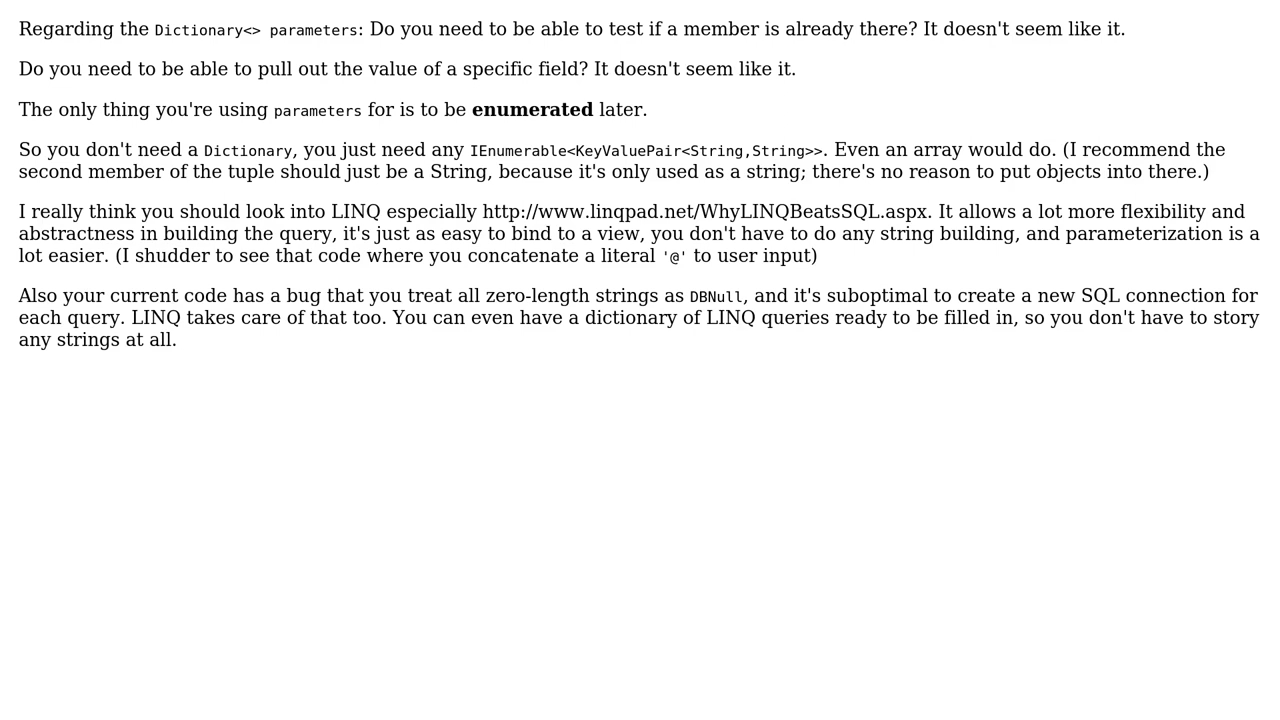 Regarding the Dictionary<> parameters: Do you need to be able to test if a member is already there? It doesn't seem like it.
Do you need to be able to pull out the value of a specific field? It doesn't seem like it.
The only thing you're using parameters for is to be enumerated later.
So you don't need a Dictionary, you just need any IEnumerable<KeyValuePair<String,String>>. Even an array would do. (I recommend the
second member of the tuple should just be a String, because it's only used as a string; there's no reason to put objects into there.)
I really think you should look into LINQ especially http://www.linqpad.net/WhyLINQBeatsSQL.aspx. It allows a lot more flexibility and
abstractness in building the query, it's just as easy to bind to a view, you don't have to do any string building, and parameterization is a
lot easier. (I shudder to see that code where you concatenate a literal '@' to user input)
Also your current code has a bug that you treat all zero-length strings as DBNull, and it's suboptimal to create a new SQL connection for
each query. LINQ takes care of that too. You can even have a dictionary of LINQ queries ready to be filled in, so you don't have to story
any strings at all.